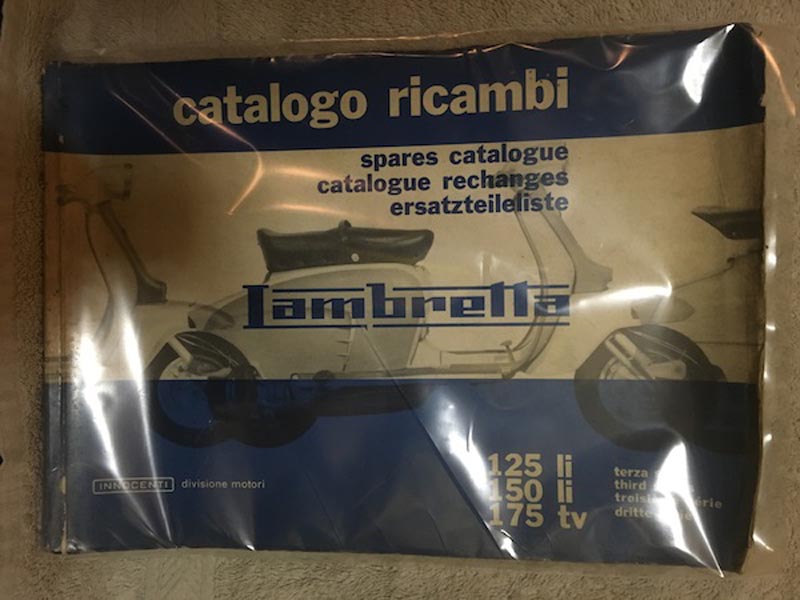 catalogo ricambi
spares catalogue
catalogue rechanges
ersatzteileliste
Lambretta
125 li
150 li
175 tv
terza
third
dritte
INNOCENTI divisione motori